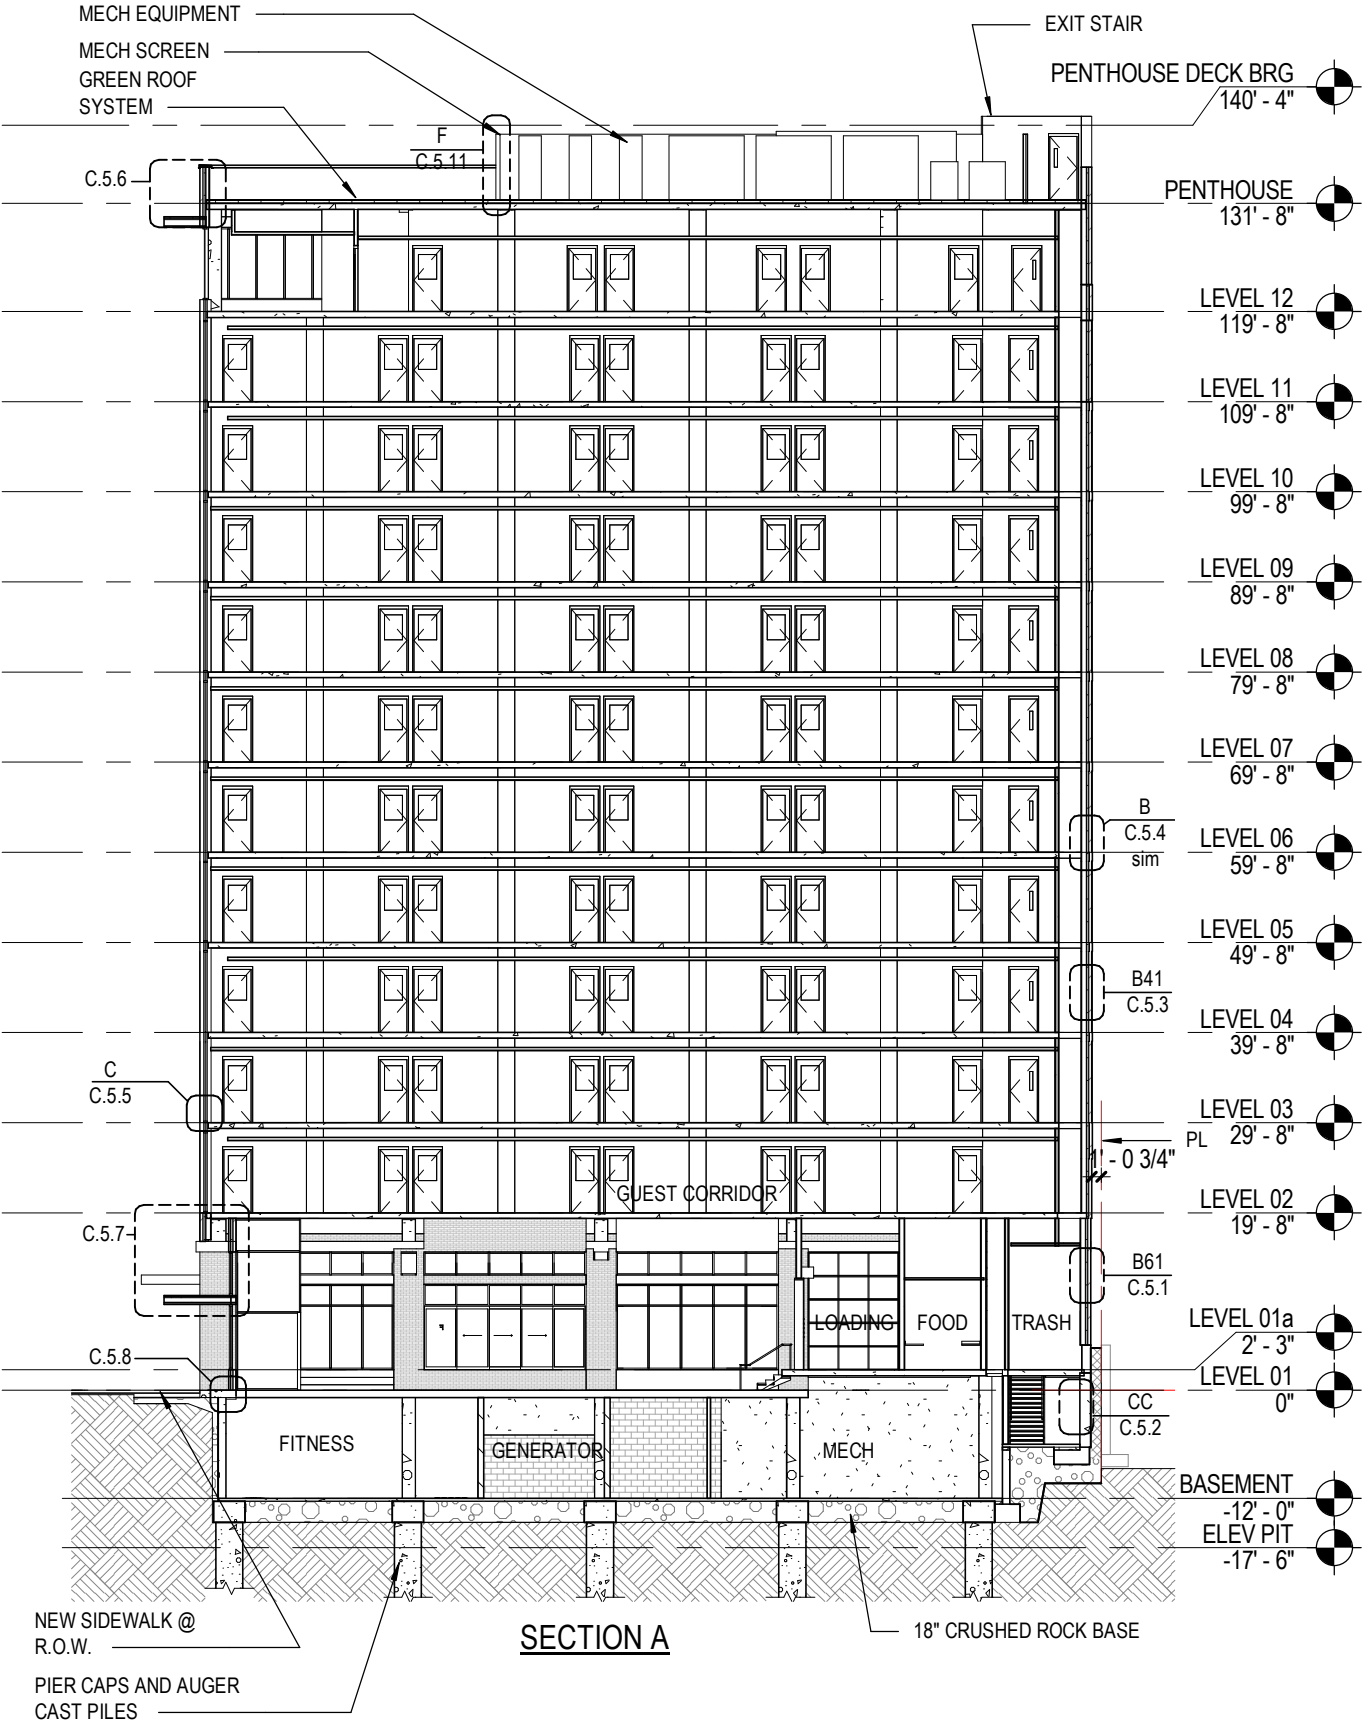 MECH EQUIPMENT
MECH SCREEN
GREEN ROOF
SYSTEM
EXIT STAIR
PENTHOUSE DECK BRG
140' - 4"
F
C.5.11
C.5.6
PENTHOUSE
131' - 8"
LEVEL 12
119' - 8"
LEVEL 11
109' - 8"
LEVEL 10
99' - 8"
LEVEL 09
89' - 8"
LEVEL 08
79' - 8"
LEVEL 07
69' - 8"
B
C.5.4
sim
LEVEL 06
59' - 8"
LEVEL 05
49' - 8"
B41
C.5.3
LEVEL 04
39' - 8"
C
C.5.5
LEVEL 03
29' - 8"
PL
1' - 0 3/4"
GUEST CORRIDOR
LEVEL 02
19' - 8"
C.5.7
B61
C.5.1
LOADING
FOOD
TRASH
LEVEL 01a
2' - 3"
C.5.8
LEVEL 01
0"
CC
C.5.2
FITNESS
GENERATOR
MECH
BASEMENT
-12' - 0"
ELEV PIT
-17' - 6"
NEW SIDEWALK @
R.O.W.
SECTION A
18" CRUSHED ROCK BASE
PIER CAPS AND AUGER
CAST PILES